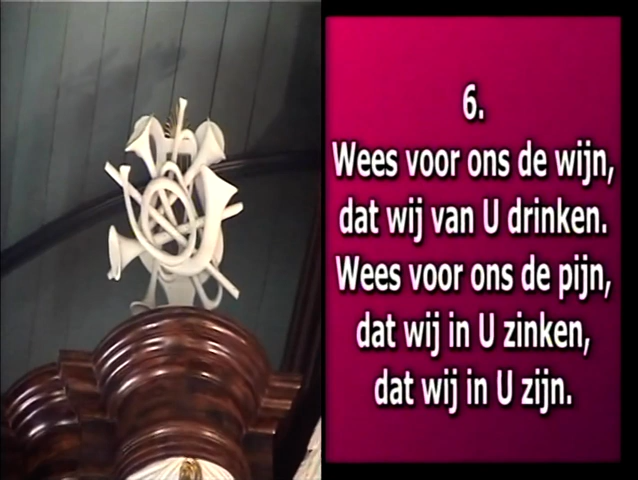 6.
Wees voor ons de wijn,
dat wij van U drinken.
Wees voor ons de pijn,
dat wij in U zinken,
dat wij in U zijn.